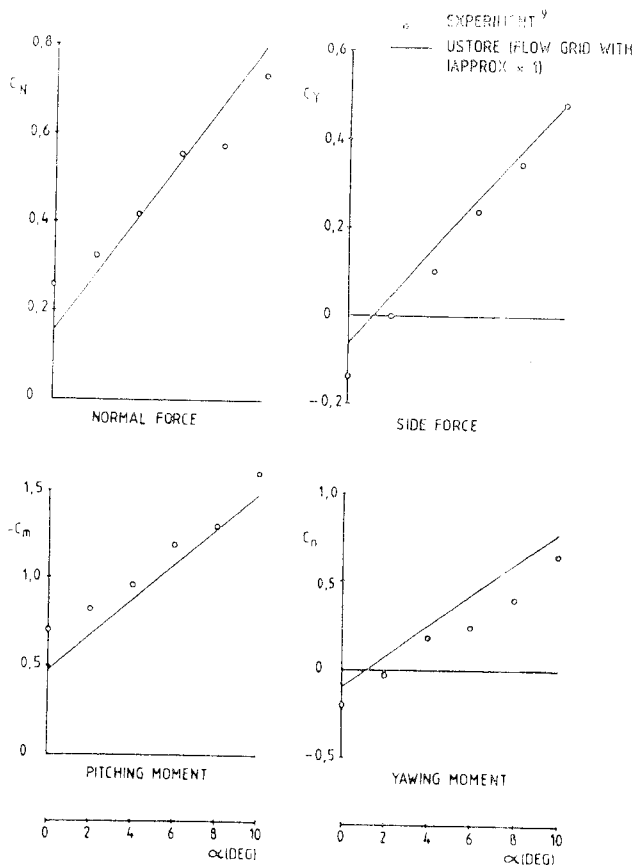 EXPERIMENT 9
USTORE (FLOW GRID WITH
IAPPROX = 1)
0,8
C_N
0,6
0,4
0,2
0
NORMAL FORCE
0,6
C_Y
0,4
0,2
0
-0,2
SIDE FORCE
1,5
-C_m
1,0
0,5
0
PITCHING MOMENT
1,0
C_n
0,5
0
-0,5
YAWING MOMENT
0 2 4 6 8 10
α(DEG)
0 2 4 6 8 10
α(DEG)